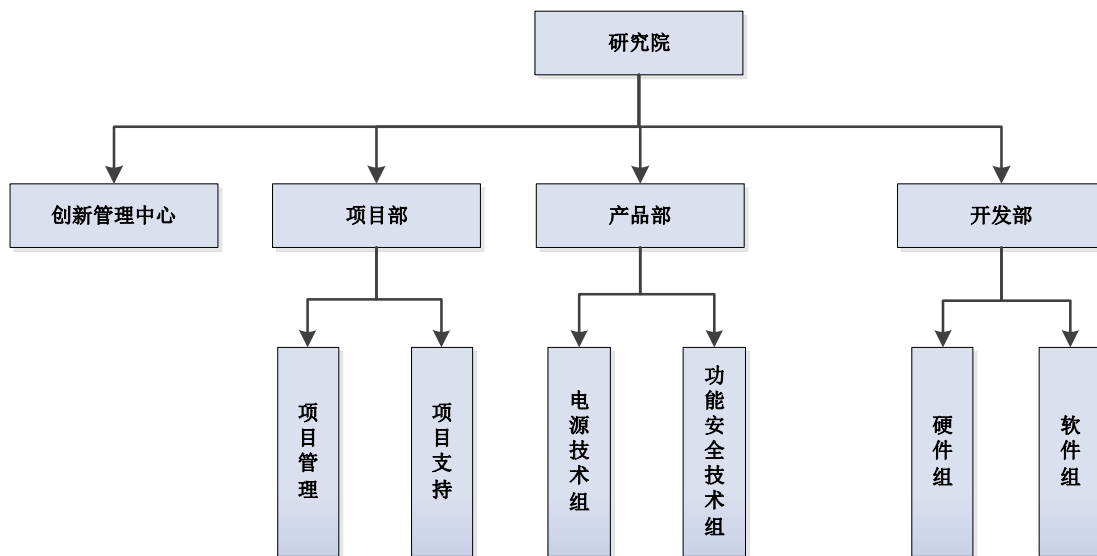 研究院
创新管理中心
项目部
产品部
开发部
项目管理
项目支持
电源技术组
功能安全技术组
硬件组
软件组